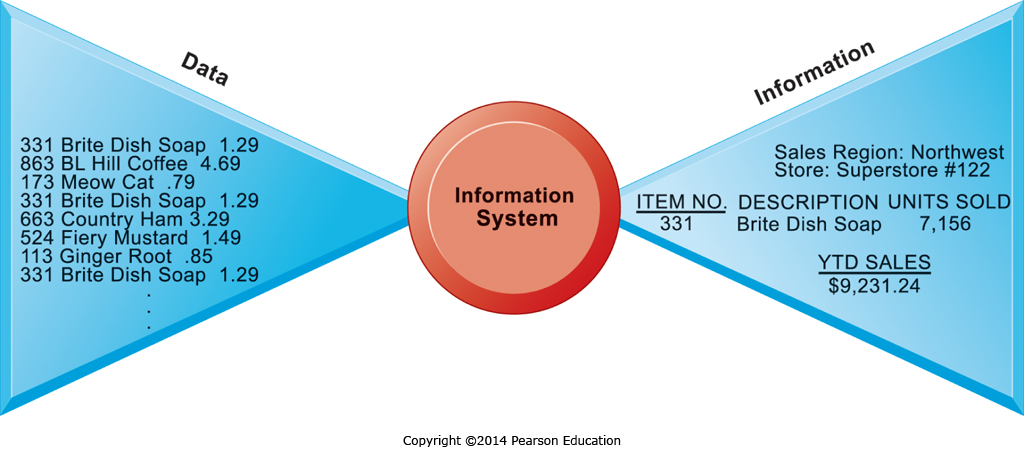 Data
331 Brite Dish Soap 1.29
863 BL Hill Coffee 4.69
173 Meow Cat .79
331 Brite Dish Soap 1.29
663 Country Ham 3.29
524 Fiery Mustard 1.49
113 Ginger Root .85
331 Brite Dish Soap 1.29
.
.
.
Information
System
Information
Sales Region: Northwest
Store: Superstore #122
ITEM NO. DESCRIPTION UNITS SOLD
331 Brite Dish Soap 7,156
YTD SALES
$9,231.24
Copyright ©2014 Pearson Education